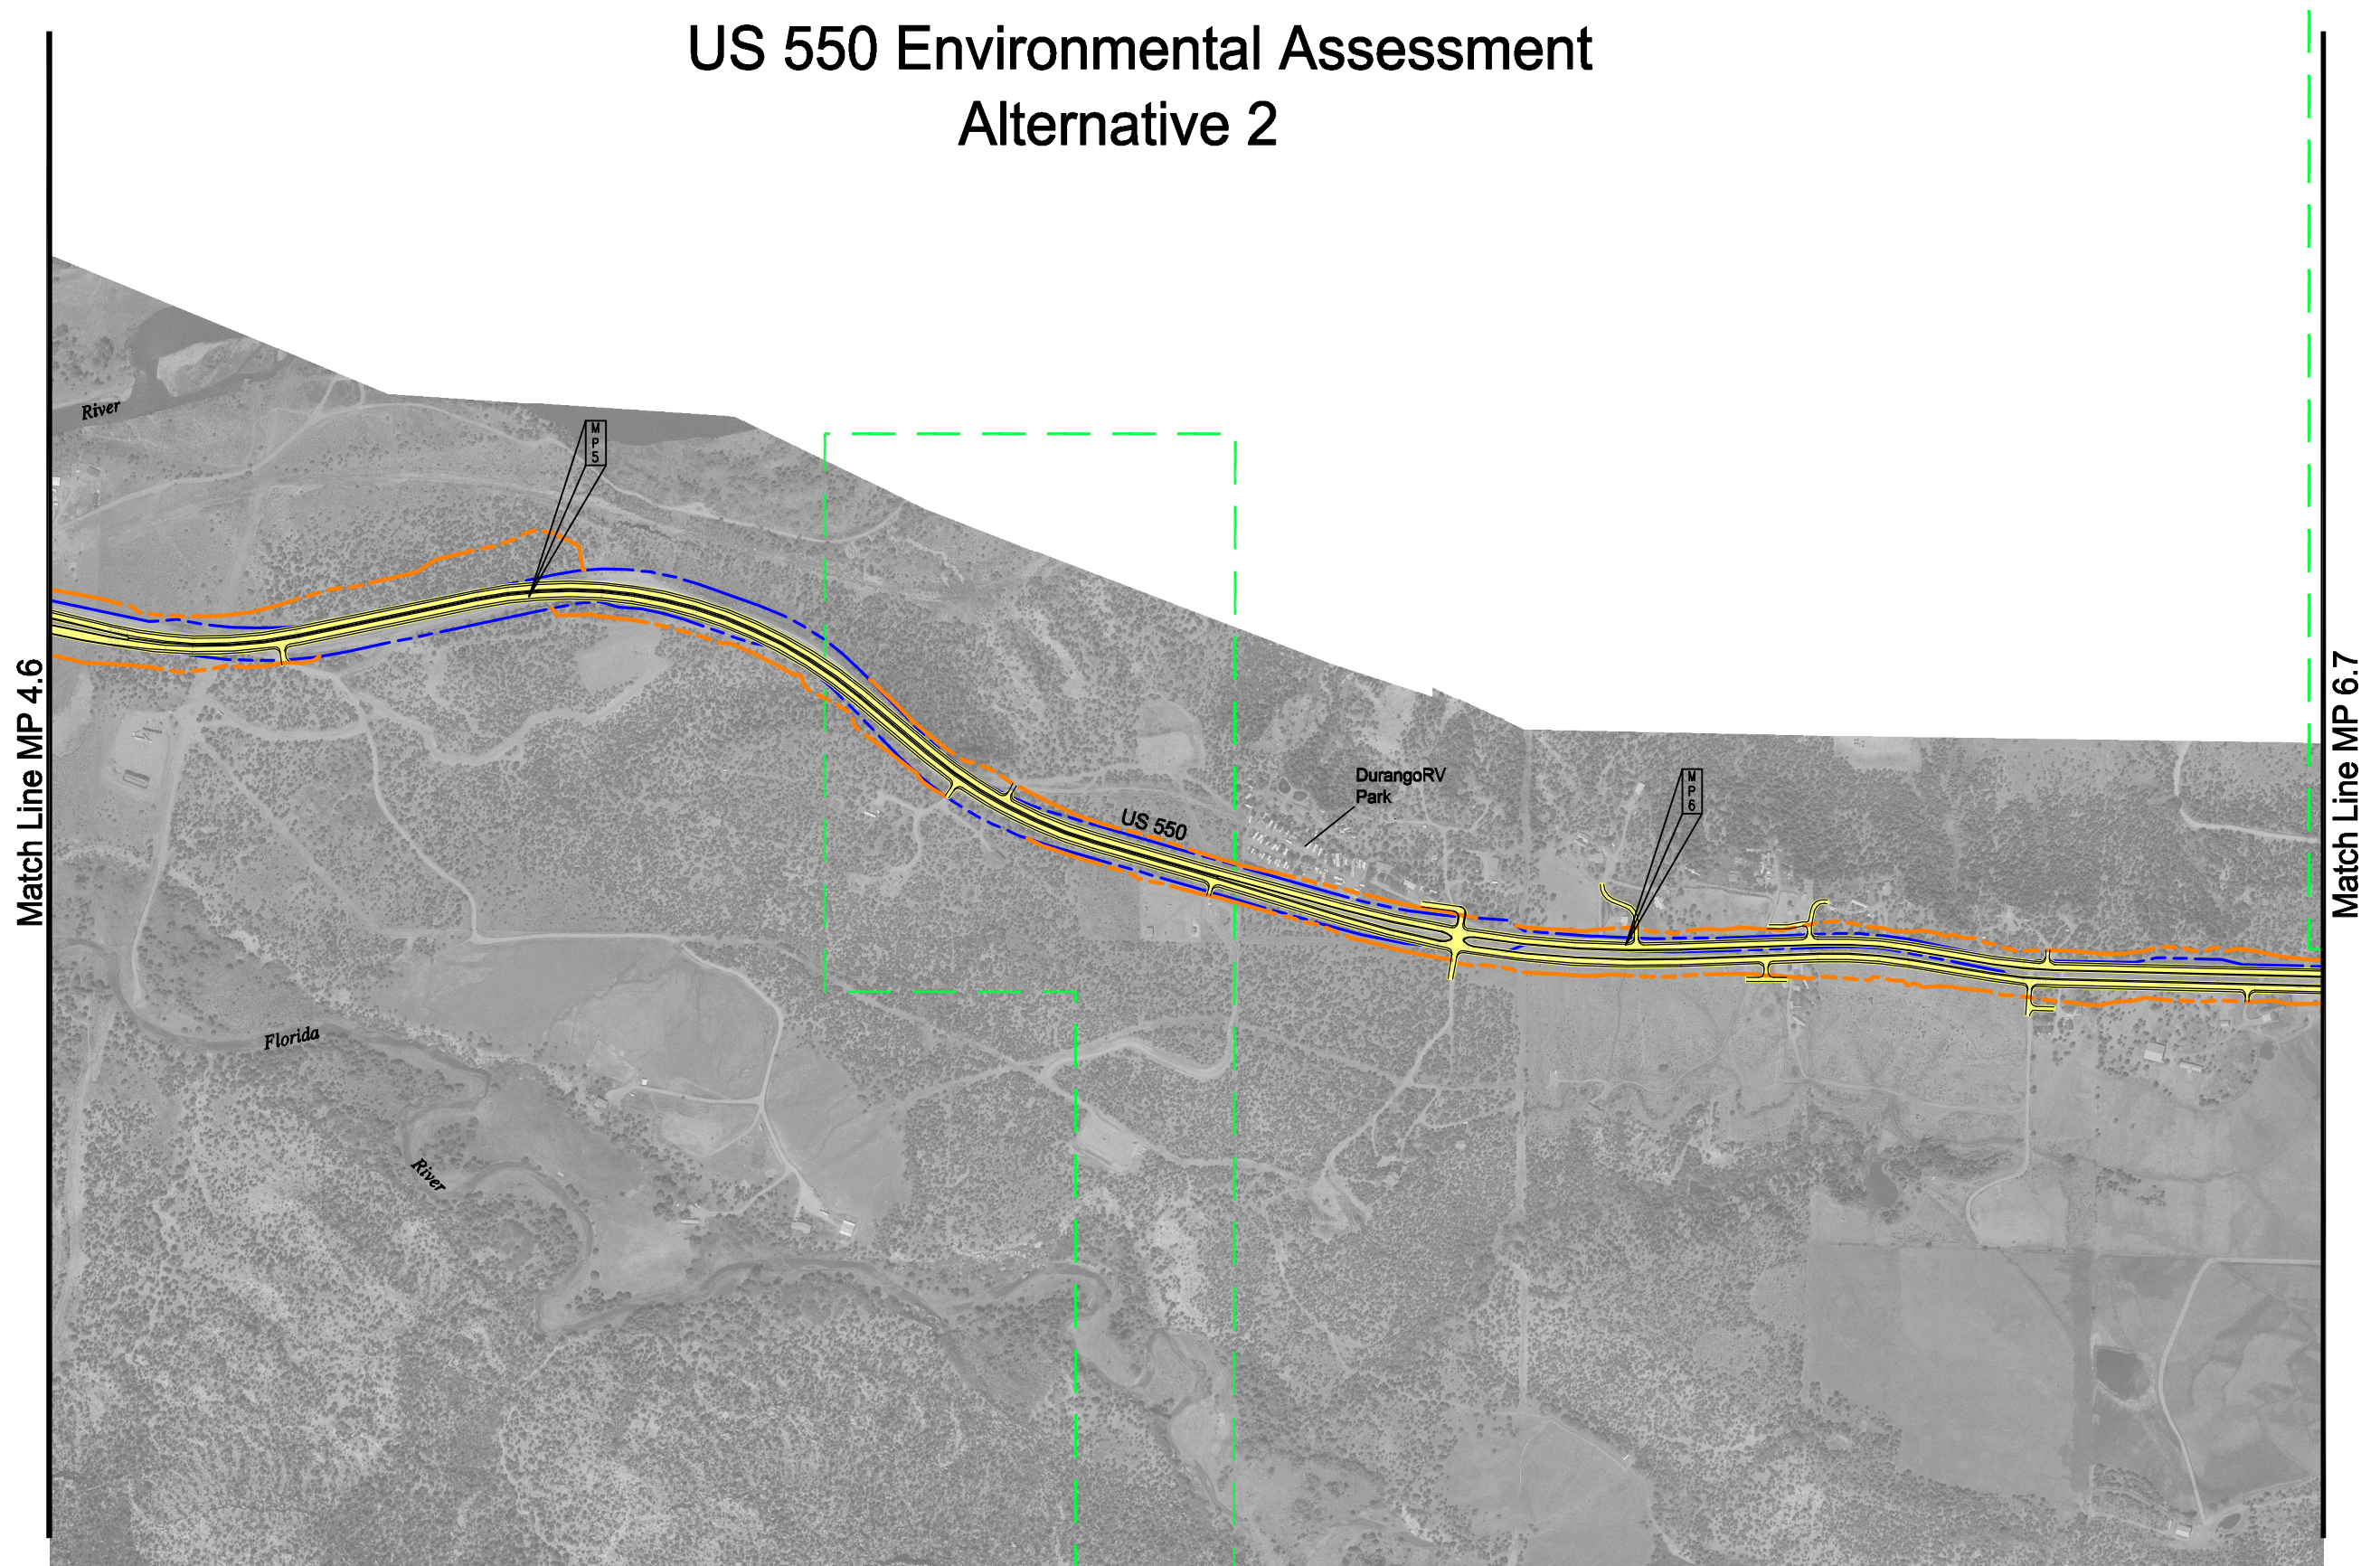 US 550 Environmental Assessment
Alternative 2
River
M
P
5
Match Line MP 4.6
Match Line MP 6.7
DurangoRV
Park
M
P
6
US 550
Florida
River